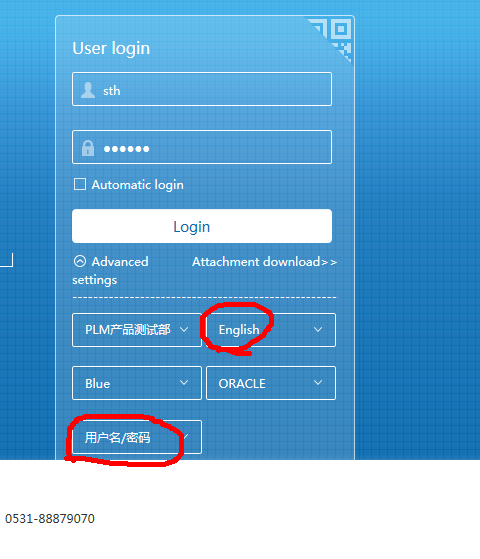 User login
sth
●●●●●●
Automatic login
Login
Advanced settings
Attachment download>>
PLM产品测试部
English
Blue
ORACLE
用户名/密码
0531-88879070